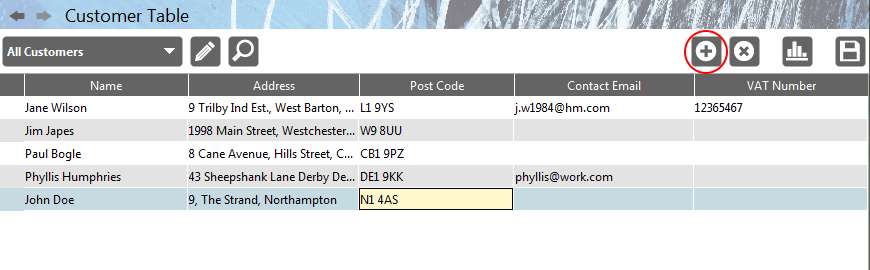 Customer Table
All Customers
Name Address Post Code Contact Email VAT Number
Jane Wilson 9 Trilby Ind Est., West Barton, ... L1 9YS j.w1984@hm.com 12365467
Jim Japes 1998 Main Street, Westchester... W9 8UU
Paul Bogle 8 Cane Avenue, Hills Street, C... CB1 9PZ
Phyllis Humphries 43 Sheepshank Lane Derby De... DE1 9KK phyllis@work.com
John Doe 9, The Strand, Northampton N1 4AS